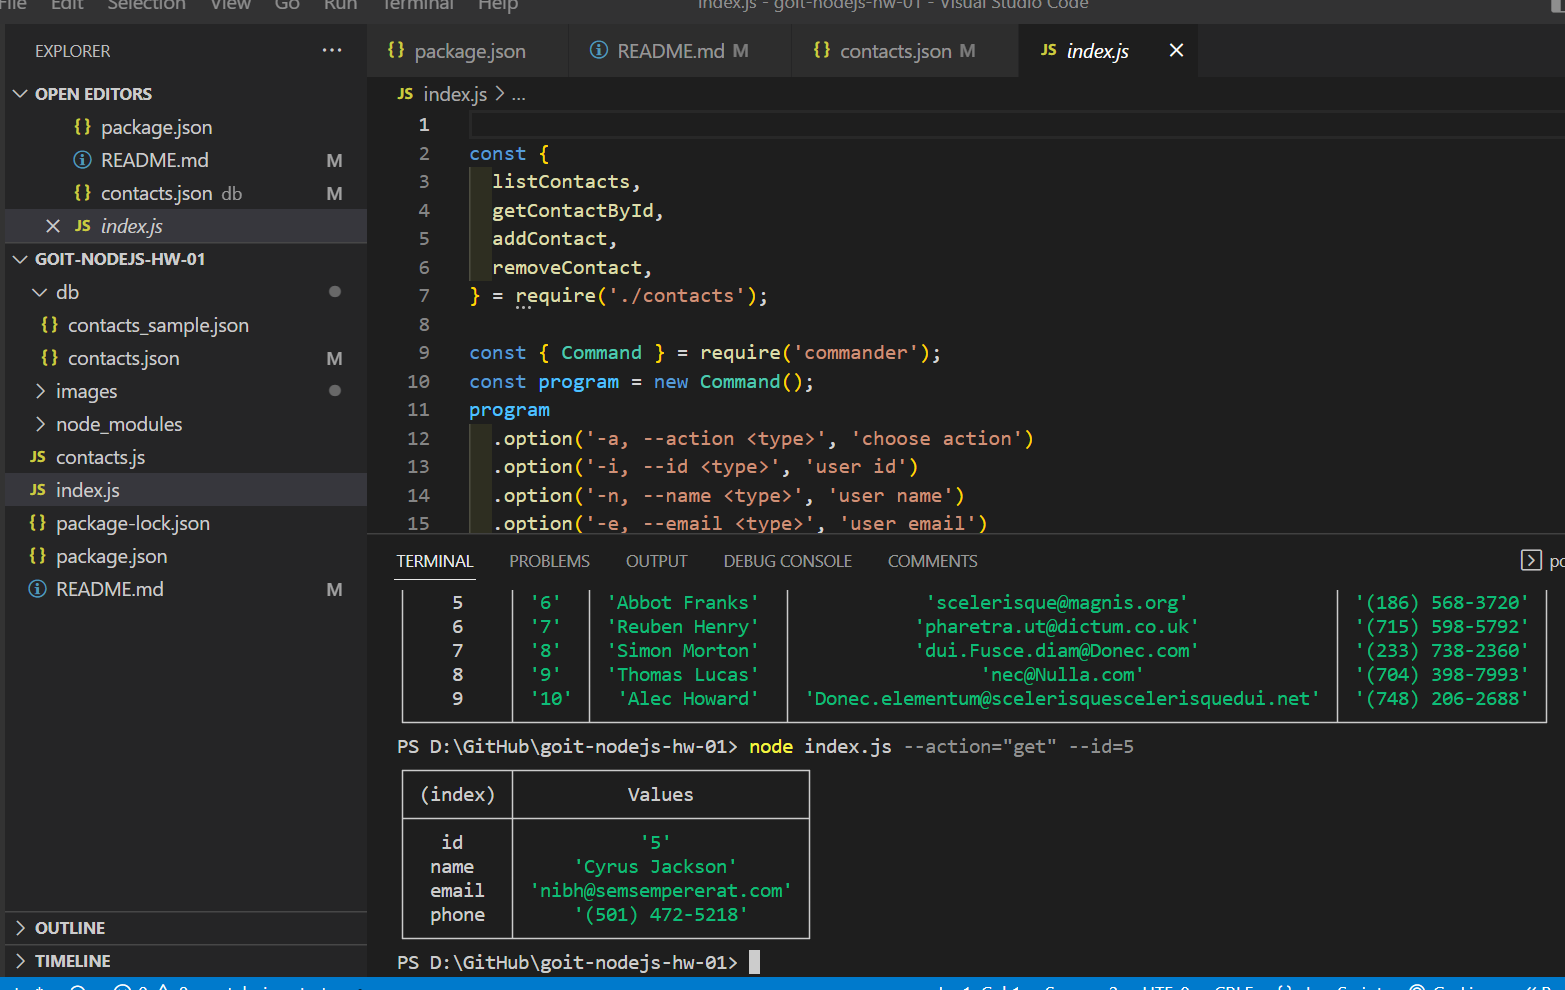 File Edit Selection View Go Run Terminal Help index.js - goit-nodejs-hw-01 - Visual Studio Code
EXPLORER ...
OPEN EDITORS
{} package.json
README.md M
{} contacts.json db M
JS index.js
GOIT-NODEJS-HW-01
db
{} contacts_sample.json
{} contacts.json M
images
node_modules
JS contacts.js
JS index.js
{} package-lock.json
{} package.json
README.md M
OUTLINE
TIMELINE
{} package.json README.md M {} contacts.json M JS index.js
JS index.js > ...
1
2 const {
3 listContacts,
4 getContactById,
5 addContact,
6 removeContact,
7 } = require('./contacts');
8
9 const { Command } = require('commander');
10 const program = new Command();
11 program
12 .option('-a, --action <type>', 'choose action')
13 .option('-i, --id <type>', 'user id')
14 .option('-n, --name <type>', 'user name')
15 .option('-e, --email <type>', 'user email')
TERMINAL PROBLEMS OUTPUT DEBUG CONSOLE COMMENTS
5 '6' 'Abbot Franks' 'scelerisque@magnis.org' '(186) 568-3720'
6 '7' 'Reuben Henry' 'pharetra.ut@dictum.co.uk' '(715) 598-5792'
7 '8' 'Simon Morton' 'dui.Fusce.diam@Donec.com' '(233) 738-2360'
8 '9' 'Thomas Lucas' 'nec@Nulla.com' '(704) 398-7993'
9 '10' 'Alec Howard' 'Donec.elementum@scelerisquescelerisquedui.net' '(748) 206-2688'
PS D:\GitHub\goit-nodejs-hw-01> node index.js --action="get" --id=5
(index) Values
id '5'
name 'Cyrus Jackson'
email 'nibh@semsempererat.com'
phone '(501) 472-5218'
PS D:\GitHub\goit-nodejs-hw-01>